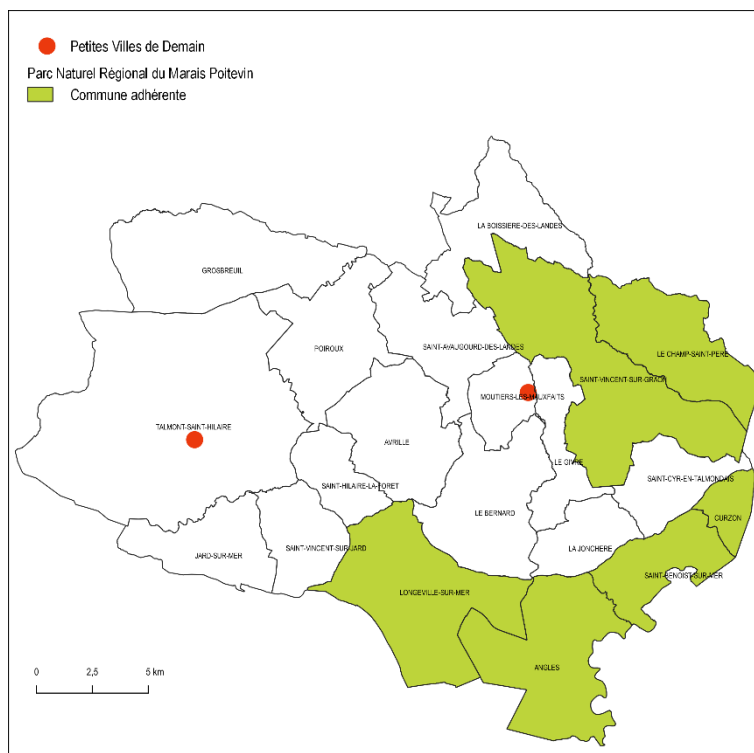 Petites Villes de Demain
Parc Naturel Régional du Marais Poitevin
Commune adhérente
LA BOISSIERE-DES-LANDES
GROSBREUIL
POIROUX
SAINT-AVAUGOURD-DES-LANDES
LE CHAMP-SAINT-PERE
SAINT-VINCENT-SUR-GRAON
MOUTIERS-LES-MAUXFAITS
TALMONT-SAINT-HILAIRE
AVRILLE
LE GIVRE
SAINT-CYR-EN-TALMONDAIS
SAINT-HILAIRE-LA-FORET
LE BERNARD
CURZON
JARD-SUR-MER
SAINT-VINCENT-SUR-JARD
LA JONCHERE
SAINT-BENOIST-SUR-MER
LONGEVILLE-SUR-MER
ANGLES
0 2,5 5 km